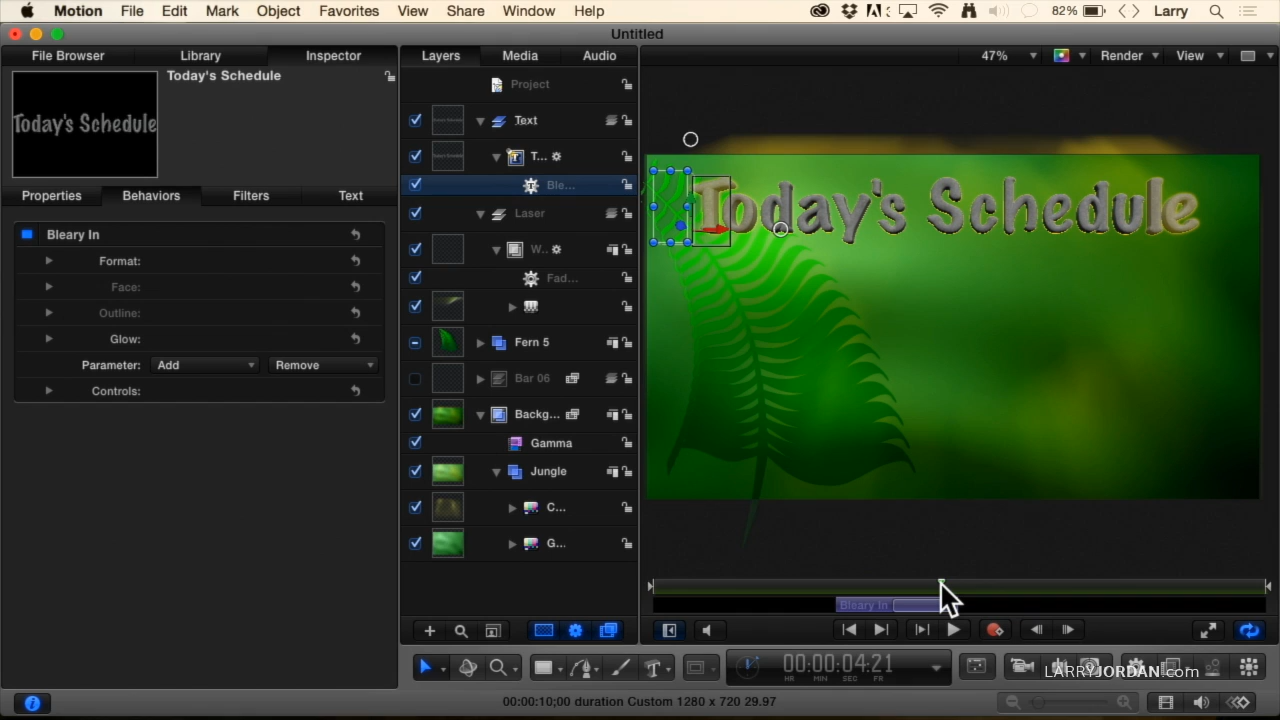 Motion File Edit Mark Object Favorites View Share Window Help 82% Larry
Untitled
File Browser Library Inspector Layers Media Audio 47% Render View
Today's Schedule
Today's Schedule
Project
Text
T...
Properties Behaviors Filters Text
Ble...
Today's Schedule
Bleary In
Laser
Format:
W...
Face:
Fad...
Outline:
Glow:
Fern 5
Parameter: Add Remove
Bar 06
Controls:
Backg...
Gamma
Jungle
C...
G...
Bleary In
00:00:04:21
HR MIN SEC FR
LARRYJORDAN.com
00:00:10;00 duration Custom 1280 x 720 29.97